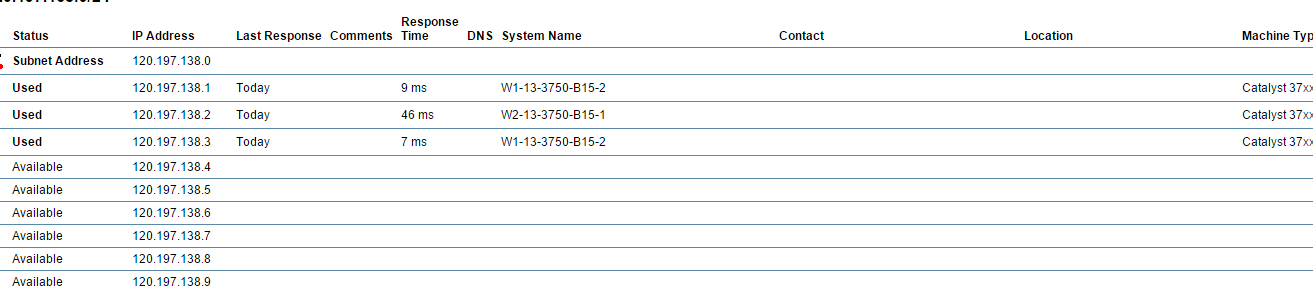 Status IP Address Last Response Comments Response Time DNS System Name Contact Location Machine Typ
Subnet Address 120.197.138.0
Used 120.197.138.1 Today 9 ms W1-13-3750-B15-2 Catalyst 37xx
Used 120.197.138.2 Today 46 ms W2-13-3750-B15-1 Catalyst 37xx
Used 120.197.138.3 Today 7 ms W1-13-3750-B15-2 Catalyst 37xx
Available 120.197.138.4
Available 120.197.138.5
Available 120.197.138.6
Available 120.197.138.7
Available 120.197.138.8
Available 120.197.138.9